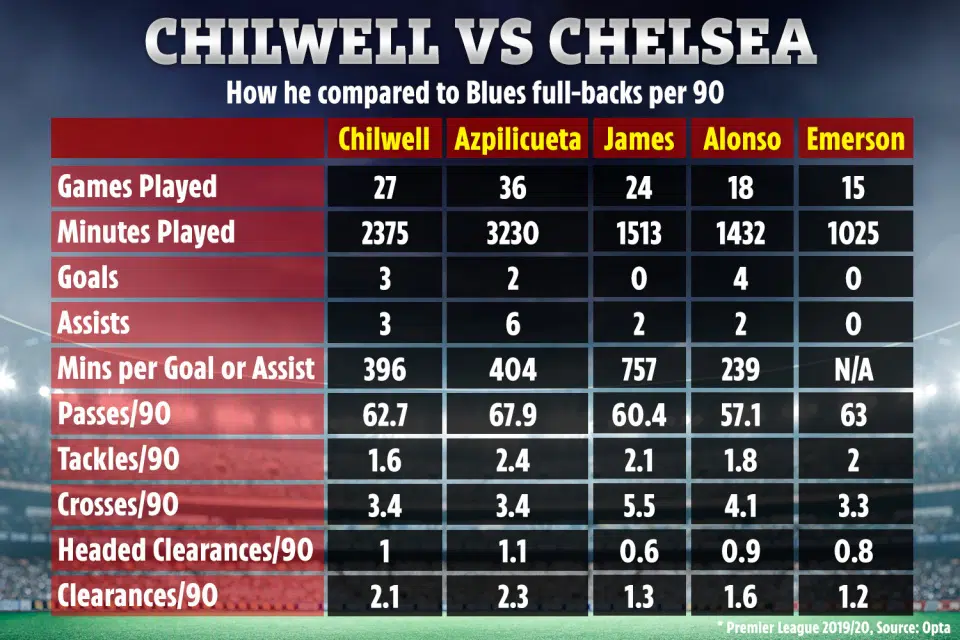 CHILWELL VS CHELSEA
How he compared to Blues full-backs per 90
Chilwell Azpilicueta James Alonso Emerson
Games Played 27 36 24 18 15
Minutes Played 2375 3230 1513 1432 1025
Goals 3 2 0 4 0
Assists 3 6 2 2 0
Mins per Goal or Assist 396 404 757 239 N/A
Passes/90 62.7 67.9 60.4 57.1 63
Tackles/90 1.6 2.4 2.1 1.8 2
Crosses/90 3.4 3.4 5.5 4.1 3.3
Headed Clearances/90 1 1.1 0.6 0.9 0.8
Clearances/90 2.1 2.3 1.3 1.6 1.2
* Premier League 2019/20, Source: Opta